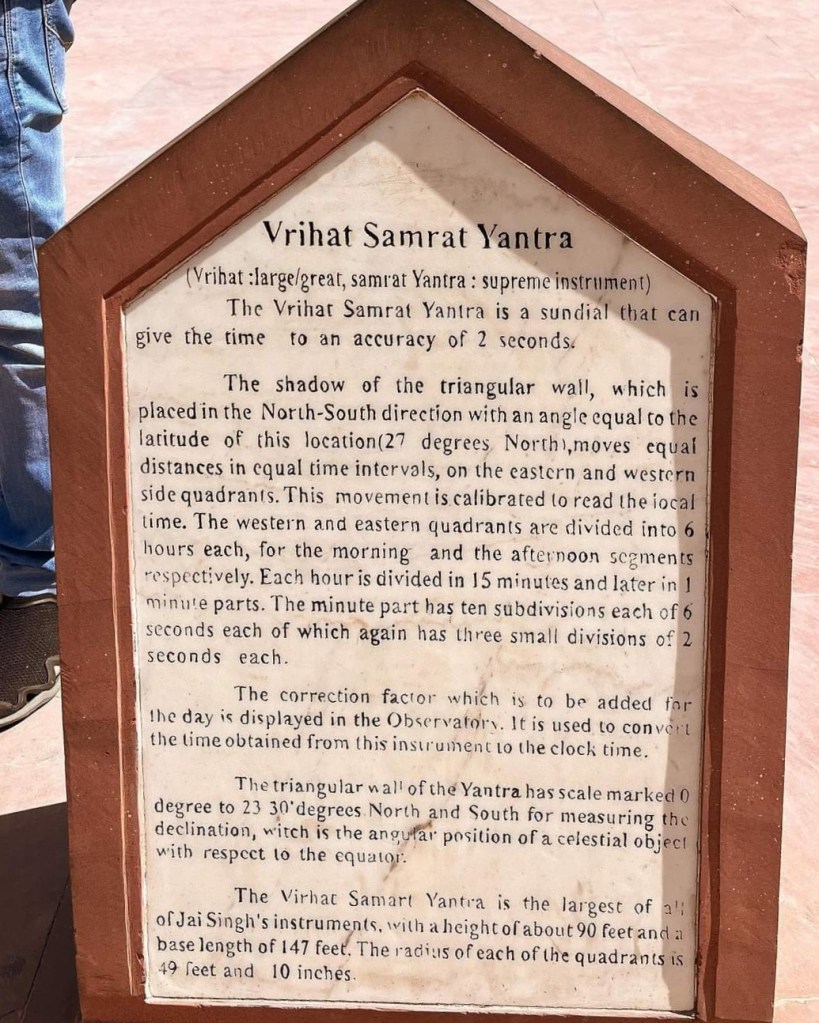 Vrihat Samrat Yantra
(Vrihat :large/great, samrat Yantra : supreme instrument)
The Vrihat Samrat Yantra is a sundial that can
give the time to an accuracy of 2 seconds.
The shadow of the triangular wall, which is
placed in the North-South direction with an angle equal to the
latitude of this location(27 degrees North),moves equal
distances in equal time intervals, on the eastern and western
side quadrants. This movement is calibrated to read the local
time. The western and eastern quadrants are divided into 6
hours each, for the morning and the afternoon segments
respectively. Each hour is divided in 15 minutes and later in 1
minute parts. The minute part has ten subdivisions each of 6
seconds each of which again has three small divisions of 2
seconds each.
The correction factor which is to be added for
the day is displayed in the Observatory. It is used to convert
the time obtained from this instrument to the clock time.
The triangular wall of the Yantra has scale marked 0
degree to 23 30'degrees North and South for measuring the
declination, witch is the angular position of a celestial object
with respect to the equator.
The Virhat Samart Yantra is the largest of all
of Jai Singh's instruments, with a height of about 90 feet and a
base length of 147 feet. The radius of each of the quadrants is
49 feet and 10 inches.